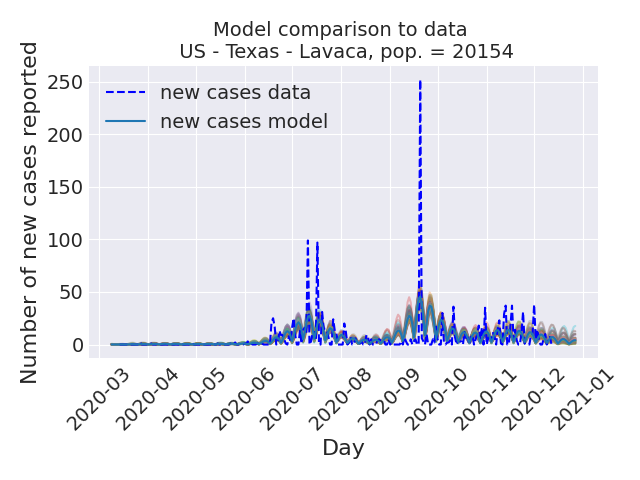 Model comparison to data
US - Texas - Lavaca, pop. = 20154
Number of new cases reported
250
200
150
100
50
0
new cases data
new cases model
2020-03
2020-04
2020-05
2020-06
2020-07
2020-08
2020-09
2020-10
2020-11
2020-12
2021-01
Day